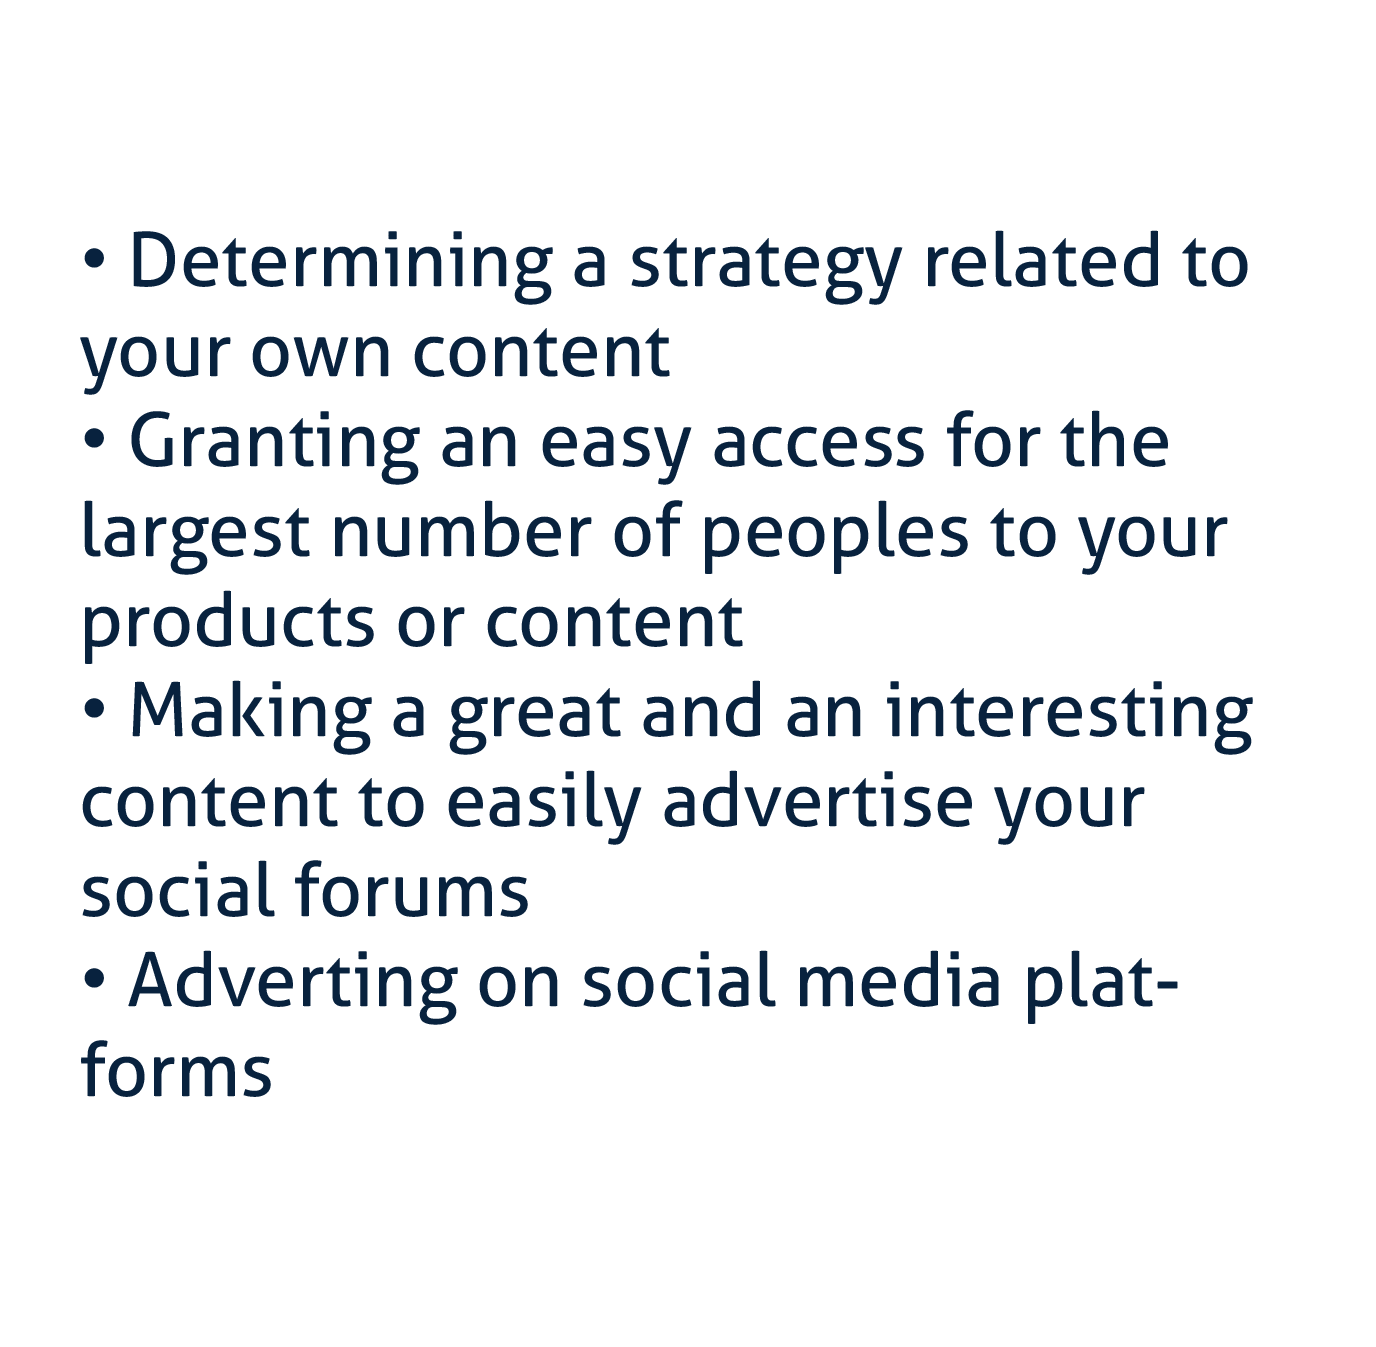 • Determining a strategy related to
your own content
• Granting an easy access for the
largest number of peoples to your
products or content
• Making a great and an interesting
content to easily advertise your
social forums
• Adverting on social media plat-
forms